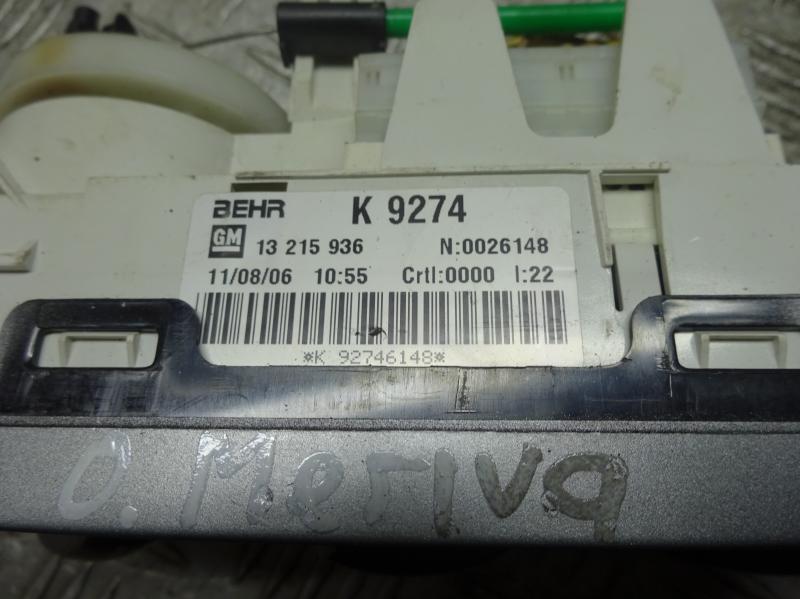 BEHR K 9274
GM 13 215 936 N:0026148
11/08/06 10:55 Crtl:0000 I:22
*K 92746148*
O. Meriva